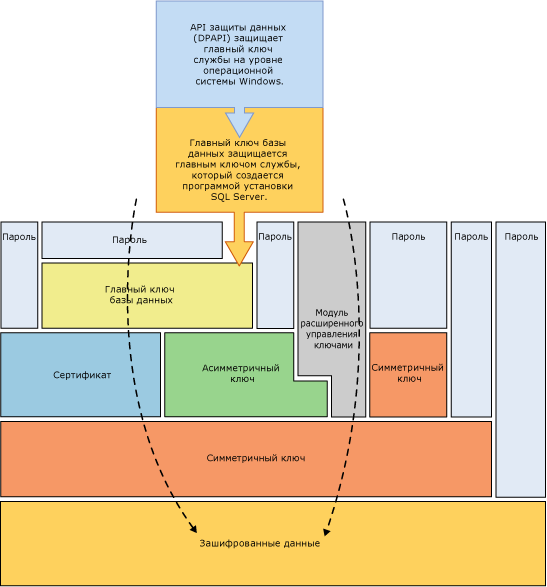 API защиты данных
(DPAPI) защищает
главный ключ
службы на уровне
операционной
системы Windows.
Главный ключ базы
данных защищается
главным ключом службы,
который создается
программой установки
SQL Server.
Пароль
Пароль
Пароль
Пароль
Пароль
Пароль
Главный ключ
базы данных
Модуль
расширенного
управления
ключами
Сертификат
Асимметричный
ключ
Симметричный
ключ
Симметричный ключ
Зашифрованные данные